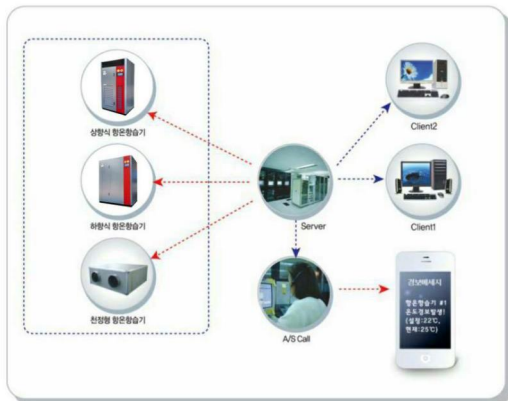 상향식 항온항습기
하향식 항온항습기
천정형 항온항습기
Server
A/S Call
Client2
Client1
경보메세지
항온항습기 #1
온도경보발생!
(설정:22℃,
현재:25℃)